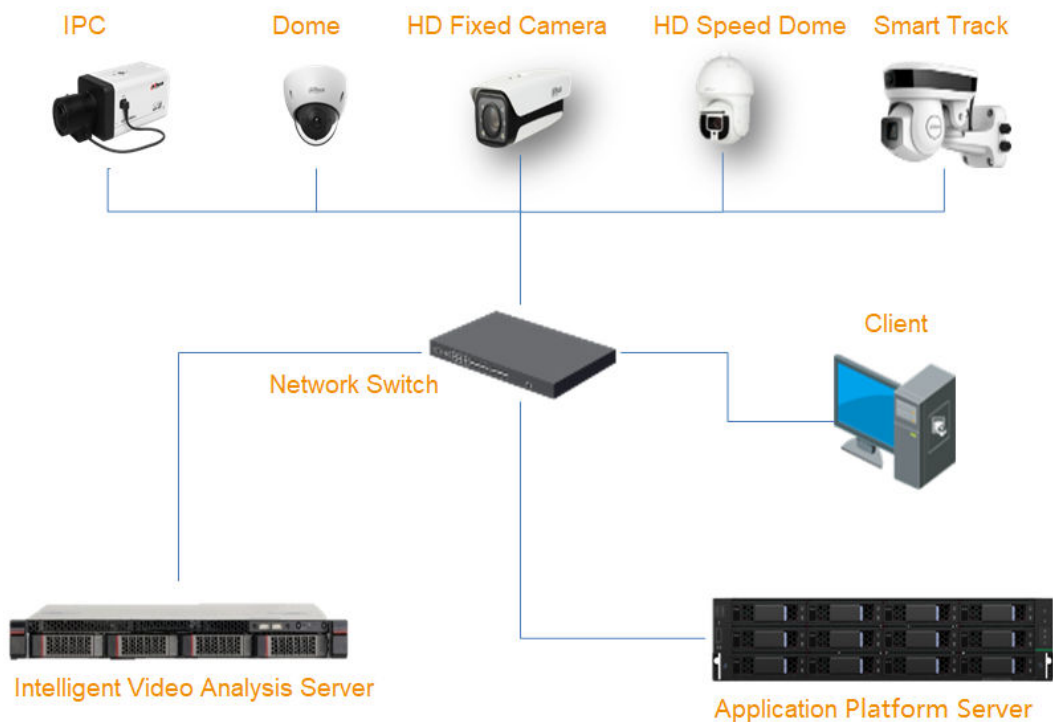 IPC
Dome
HD Fixed Camera
HD Speed Dome
Smart Track
Client
Network Switch
Intelligent Video Analysis Server
Application Platform Server